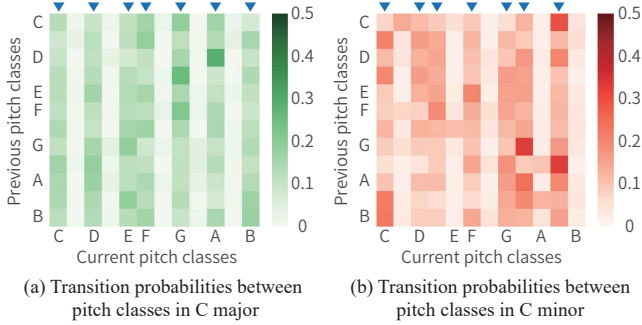 C
D
E
F
G
A
B
Previous pitch classes
C D E F G A B
Current pitch classes
0.5
0.4
0.3
0.2
0.1
0
(a) Transition probabilities between
pitch classes in C major
C
D
E
F
G
A
B
Previous pitch classes
C D E F G A B
Current pitch classes
0.5
0.4
0.3
0.2
0.1
0
(b) Transition probabilities between
pitch classes in C minor